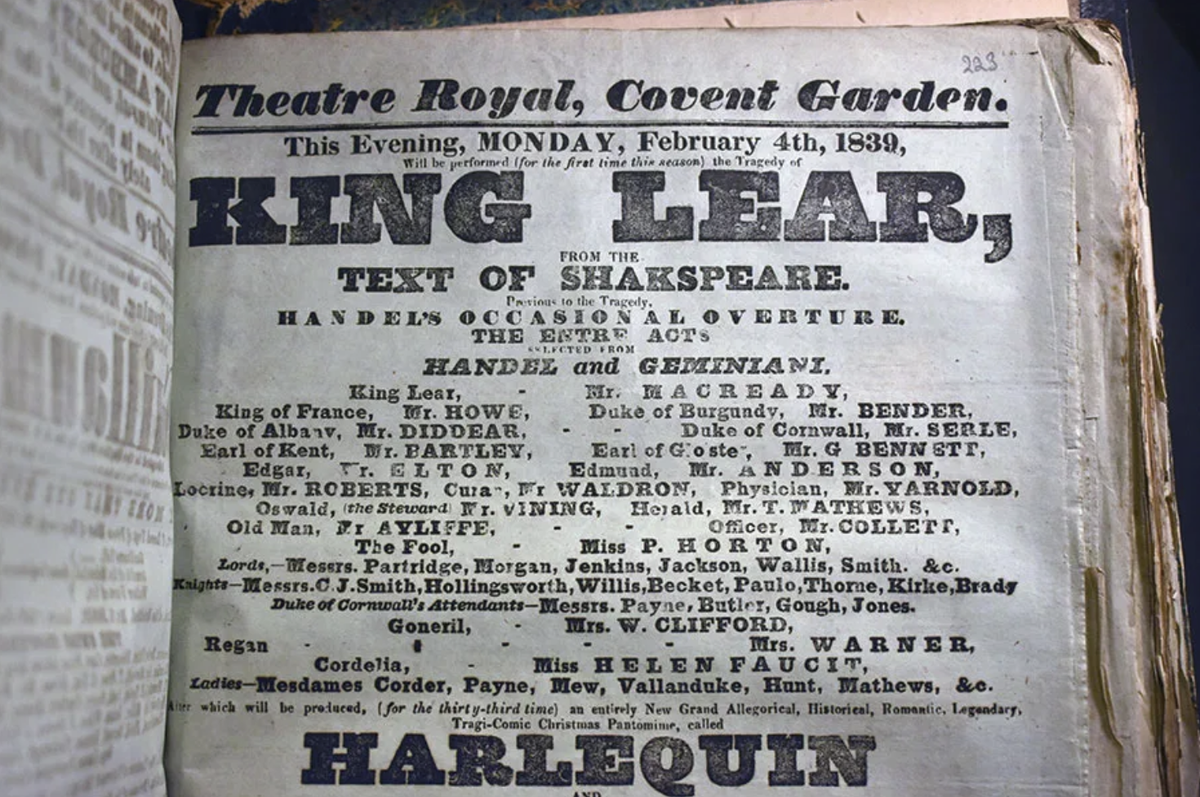 223
Theatre Royal, Covent Garden.
This Evening, MONDAY, February 4th, 1839,
Will be performed (for the first time this season) the Tragedy of
KING LEAR,
FROM THE
TEXT OF SHAKSPEARE.
Previous to the Tragedy,
HANDEL'S OCCASIONAL OVERTURE.
THE ENTRE ACTS
SELECTED FROM
HANDEL and GEMINIANI.
King Lear, - Mr. MACREADY,
King of France, Mr. HOWE, Duke of Burgundy, Mr. BENDER,
Duke of Albany, Mr. DIDDEAR, - - Duke of Cornwall, Mr. SERLE,
Earl of Kent, Mr. BARTLEY, Earl of Gloster, Mr. G BENNETT,
Edgar, Mr. ELTON, Edmund, Mr. ANDERSON,
Locrine, Mr. ROBERTS, Curan, Mr WALDRON, Physician, Mr. YARNOLD,
Oswald, (the Steward) Mr. VINING, Herald, Mr. T. MATHEWS,
Old Man, Mr AYLIFFE, - - Officer, Mr. COLLETT,
The Fool, - Miss P. HORTON,
Lords,—Messrs. Partridge, Morgan, Jenkins, Jackson, Wallis, Smith. &c.
Knights—Messrs. C. J. Smith, Hollingsworth, Willis, Becket, Paulo, Thorne, Kirke, Brady
Duke of Cornwall's Attendants—Messrs. Payne, Butler, Gough, Jones.
Goneril, - Mrs. W. CLIFFORD,
Regan - - - - - Mrs. WARNER,
Cordelia, - Miss HELEN FAUCIT,
Ladies—Mesdames Corder, Payne, Mew, Vallanduke, Hunt, Mathews, &c.
After which will be produced, (for the thirty-third time) an entirely New Grand Allegorical, Historical, Romantic, Legendary,
Tragi-Comic Christmas Pantomime, called
HARLEQUIN
AND